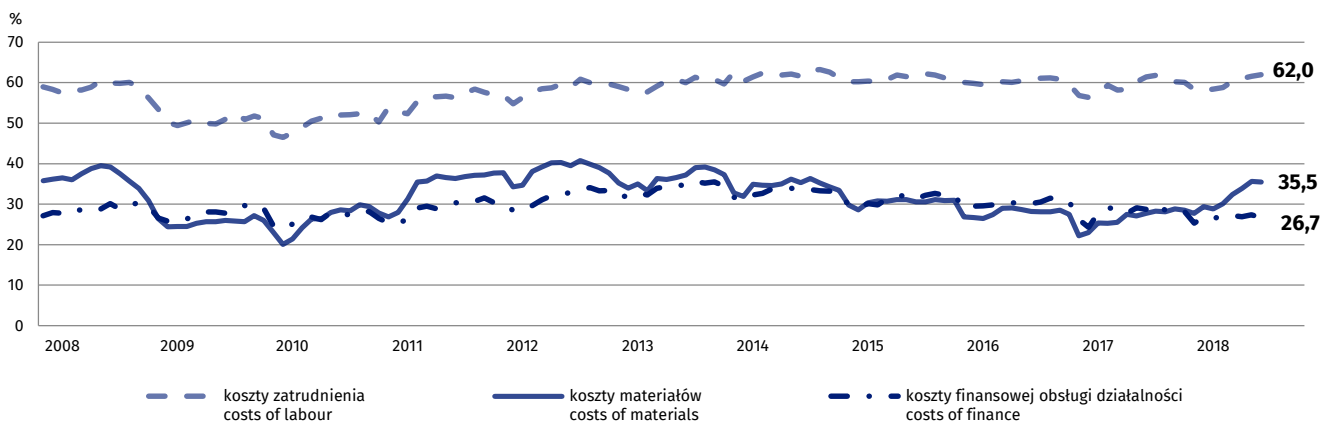 %
70
60
50
40
30
20
10
0
62,0
35,5
26,7
2008 2009 2010 2011 2012 2013 2014 2015 2016 2017 2018
koszty zatrudnienia
costs of labour
koszty materiałów
costs of materials
koszty finansowej obsługi działalności
costs of finance